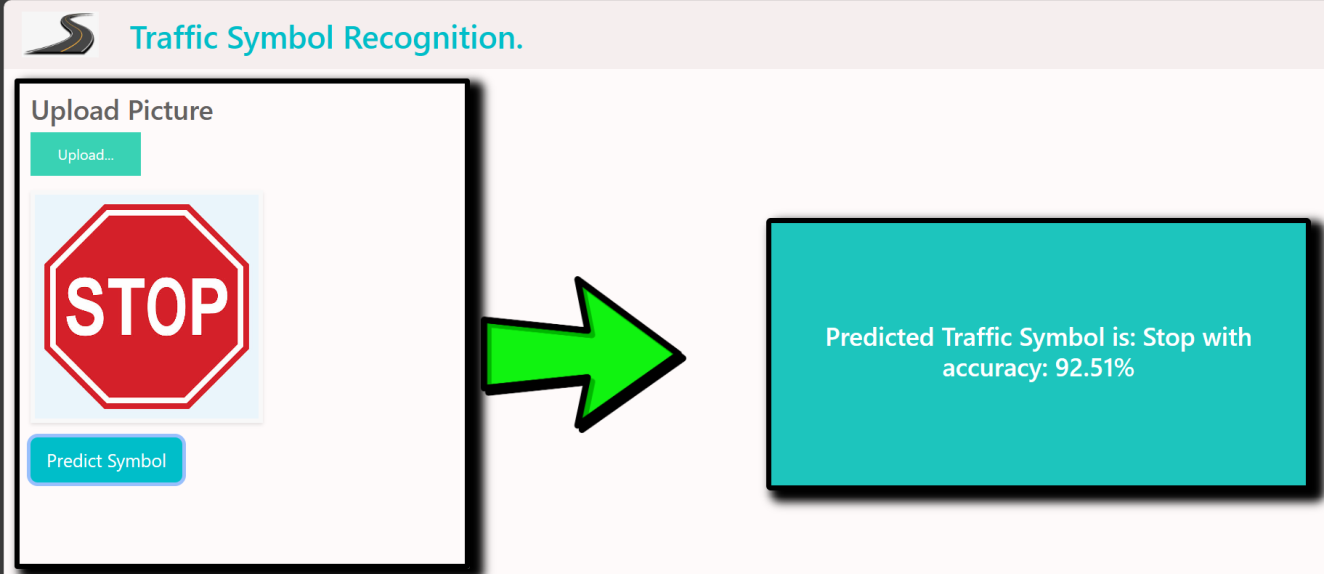 Traffic Symbol Recognition.
Upload Picture
Upload...
STOP
Predict Symbol
Predicted Traffic Symbol is: Stop with
accuracy: 92.51%